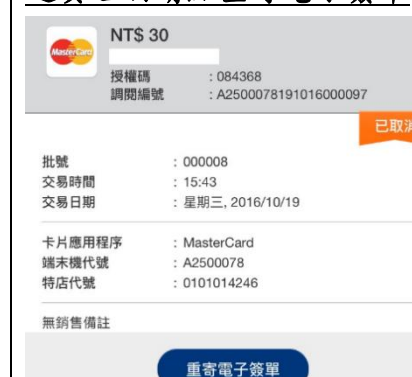 MasterCard
NT$ 30
授權碼 : 084368
調閱編號 : A2500078191016000097
已取消
批號 : 000008
交易時間 : 15:43
交易日期 : 星期三, 2016/10/19
卡片應用程序 : MasterCard
端末機代號 : A2500078
特店代號 : 0101014246
無銷售備註
重寄電子簽單